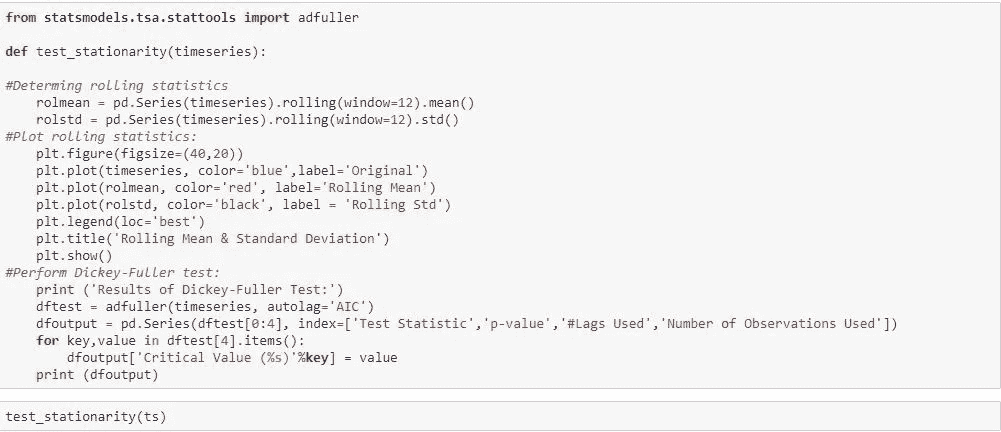 from statsmodels.tsa.stattools import adfuller
def test_stationarity(timeseries):
#Determing rolling statistics
    rolmean = pd.Series(timeseries).rolling(window=12).mean()
    rolstd = pd.Series(timeseries).rolling(window=12).std()
#Plot rolling statistics:
    plt.figure(figsize=(40,20))
    plt.plot(timeseries, color='blue',label='Original')
    plt.plot(rolmean, color='red', label='Rolling Mean')
    plt.plot(rolstd, color='black', label = 'Rolling Std')
    plt.legend(loc='best')
    plt.title('Rolling Mean & Standard Deviation')
    plt.show()
#Perform Dickey-Fuller test:
    print ('Results of Dickey-Fuller Test:')
    dftest = adfuller(timeseries, autolag='AIC')
    dfoutput = pd.Series(dftest[0:4], index=['Test Statistic','p-value','#Lags Used','Number of Observations Used'])
    for key,value in dftest[4].items():
        dfoutput['Critical Value (%s)'%key] = value
    print (dfoutput)
test_stationarity(ts)